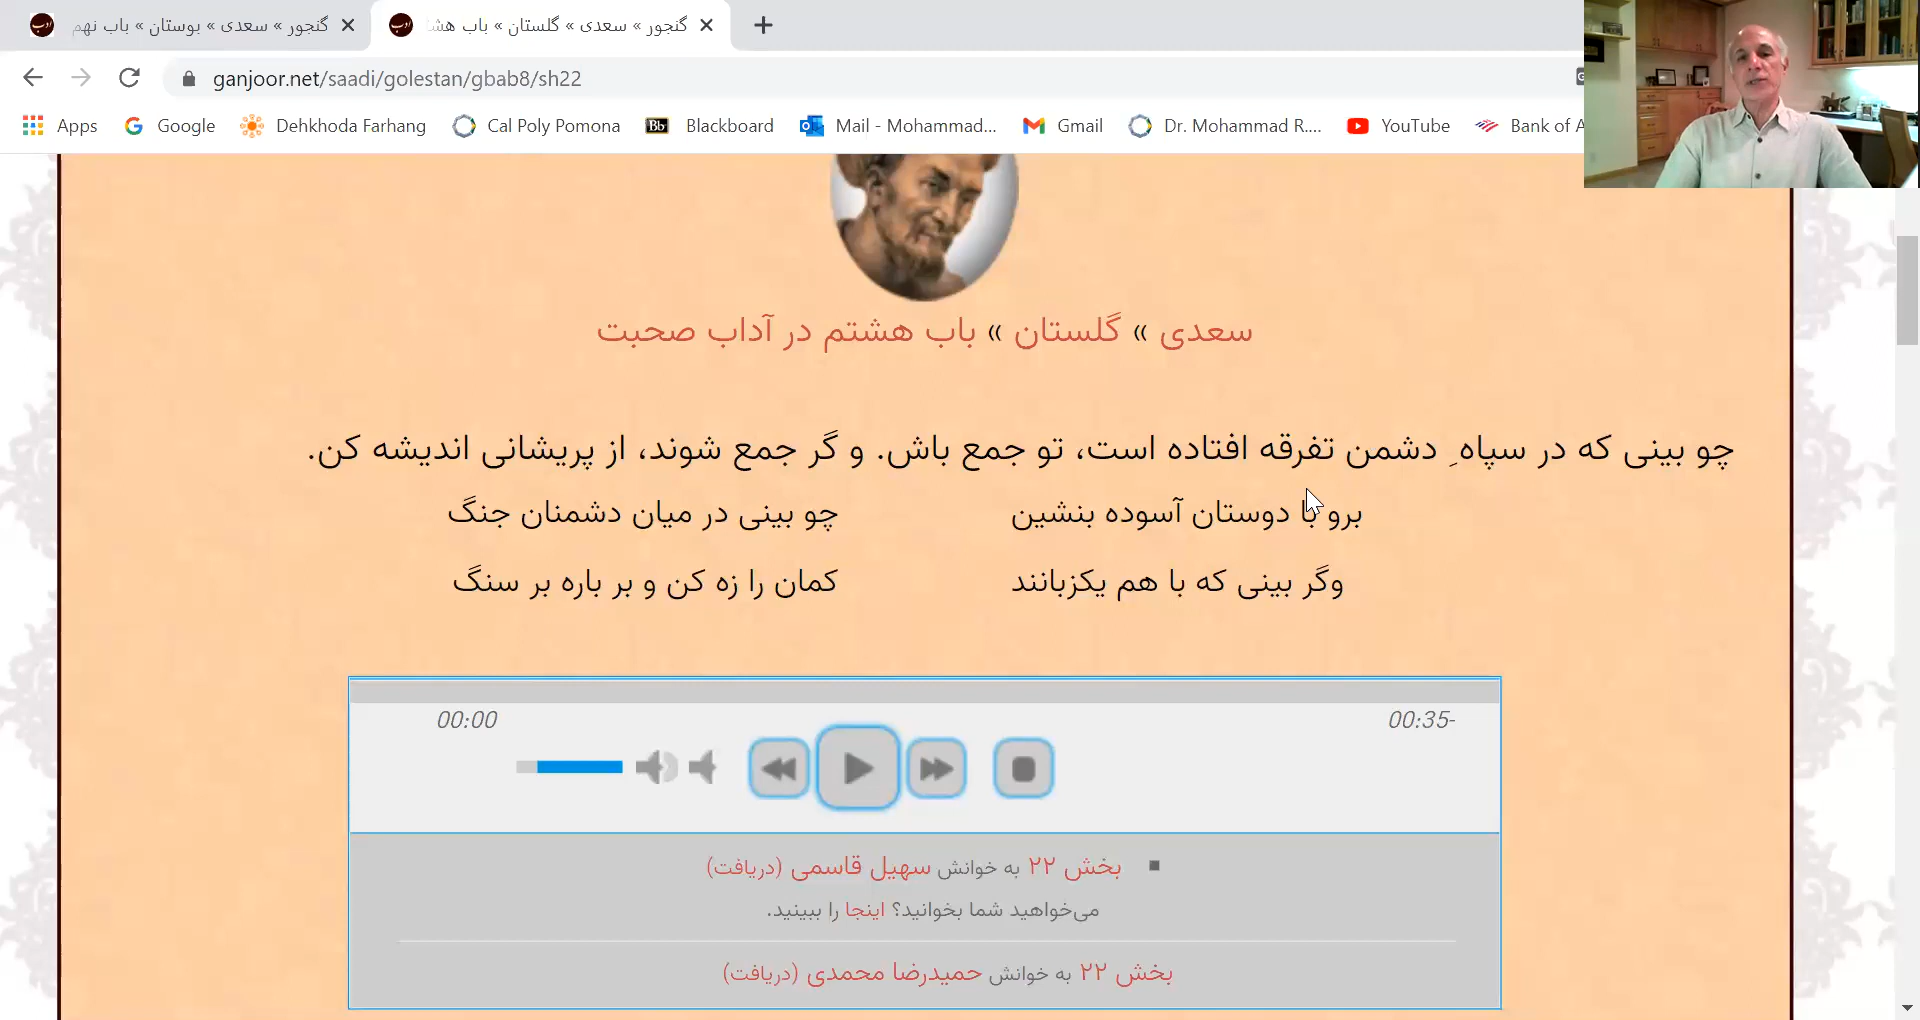 گنجور » سعدی » بوستان » باب نهم
گنجور » سعدی » گلستان » باب هشت
ganjoor.net/saadi/golestan/gbab8/sh22
Apps Google Dehkhoda Farhang Cal Poly Pomona Bb Blackboard Mail - Mohammad... Gmail Dr. Mohammad R.... YouTube Bank of A
سعدی » گلستان » باب هشتم در آداب صحبت
چو بینی که در سپاهِ دشمن تفرقه افتاده است، تو جمع باش. و گر جمع شوند، از پریشانی اندیشه کن.
برو با دوستان آسوده بنشین چو بینی در میان دشمنان جنگ
وگر بینی که با هم یکزبانند کمان را زه کن و بر باره بر سنگ
00:00 00:35-
بخش ۲۲ به خوانش سهیل قاسمی (دریافت)
می‌خواهید شما بخوانید؟ اینجا را ببینید.
بخش ۲۲ به خوانش حمیدرضا محمدی (دریافت)